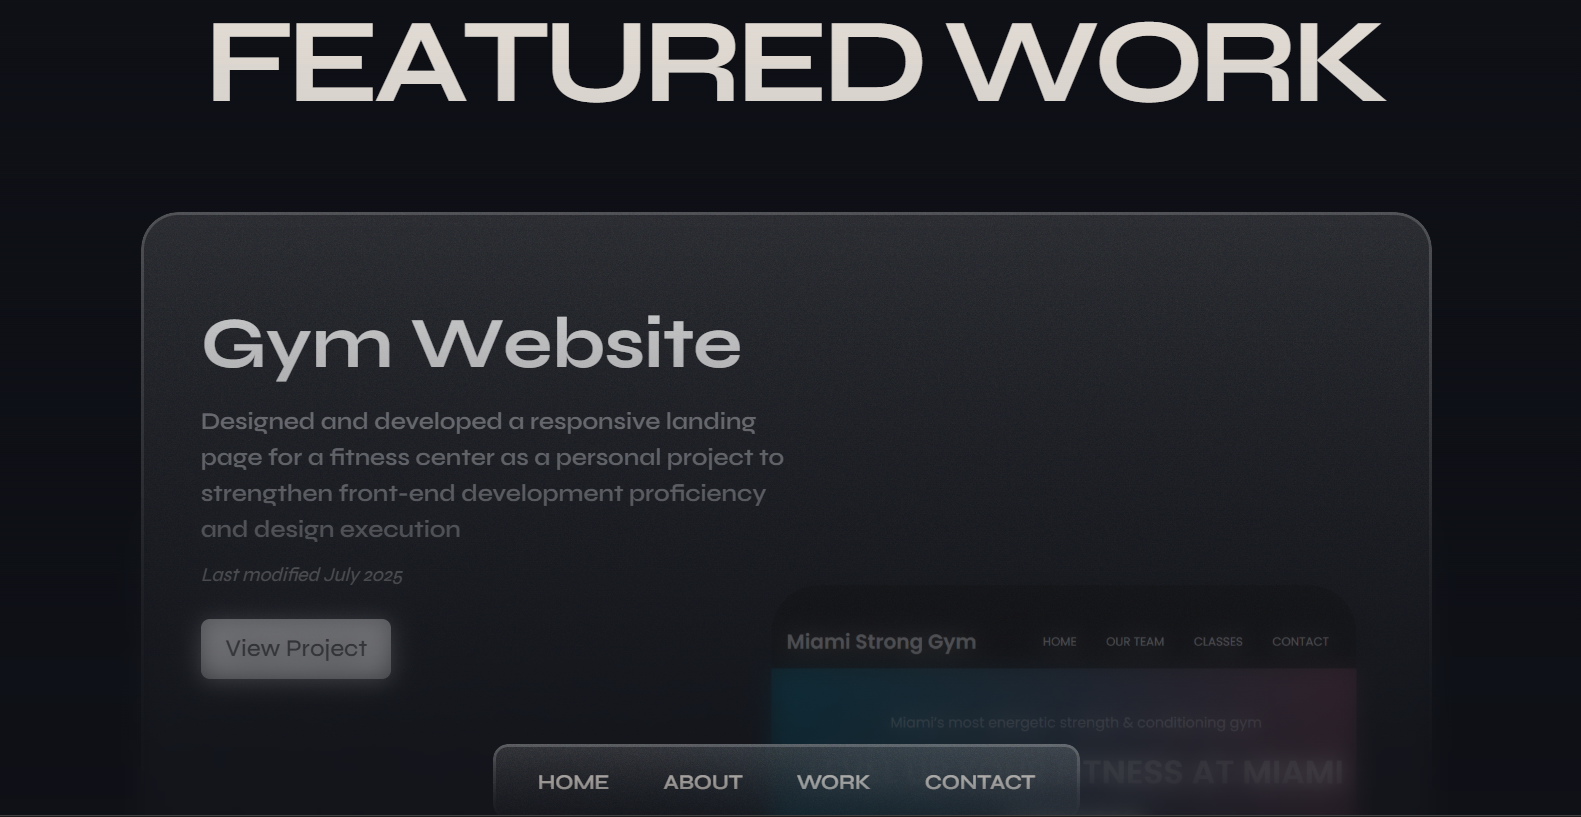 FEATURED WORK
Gym Website
Designed and developed a responsive landing
page for a fitness center as a personal project to
strengthen front-end development proficiency
and design execution
Last modified July 2025
View Project
Miami Strong Gym
HOME OUR TEAM CLASSES CONTACT
Miami's most energetic strength & conditioning gym
TNESS AT MIAMI
HOME ABOUT WORK CONTACT